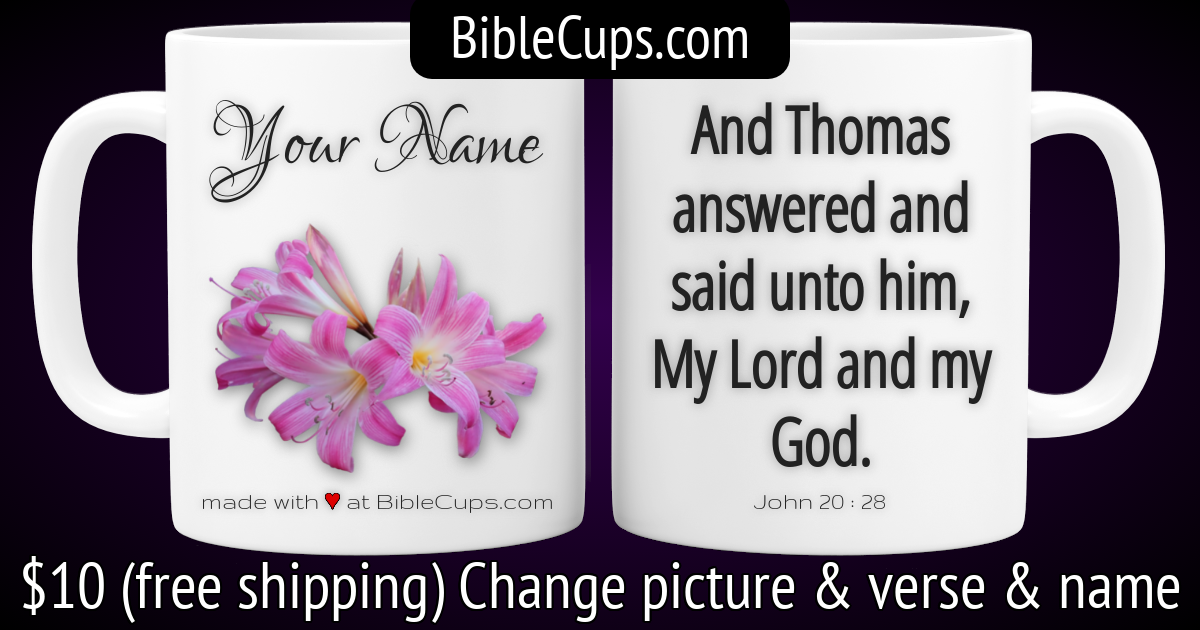 BibleCups.com
Your Name
made with ♥ at BibleCups.com
And Thomas
answered and
said unto him,
My Lord and my
God.
John 20 : 28
$10 (free shipping) Change picture & verse & name